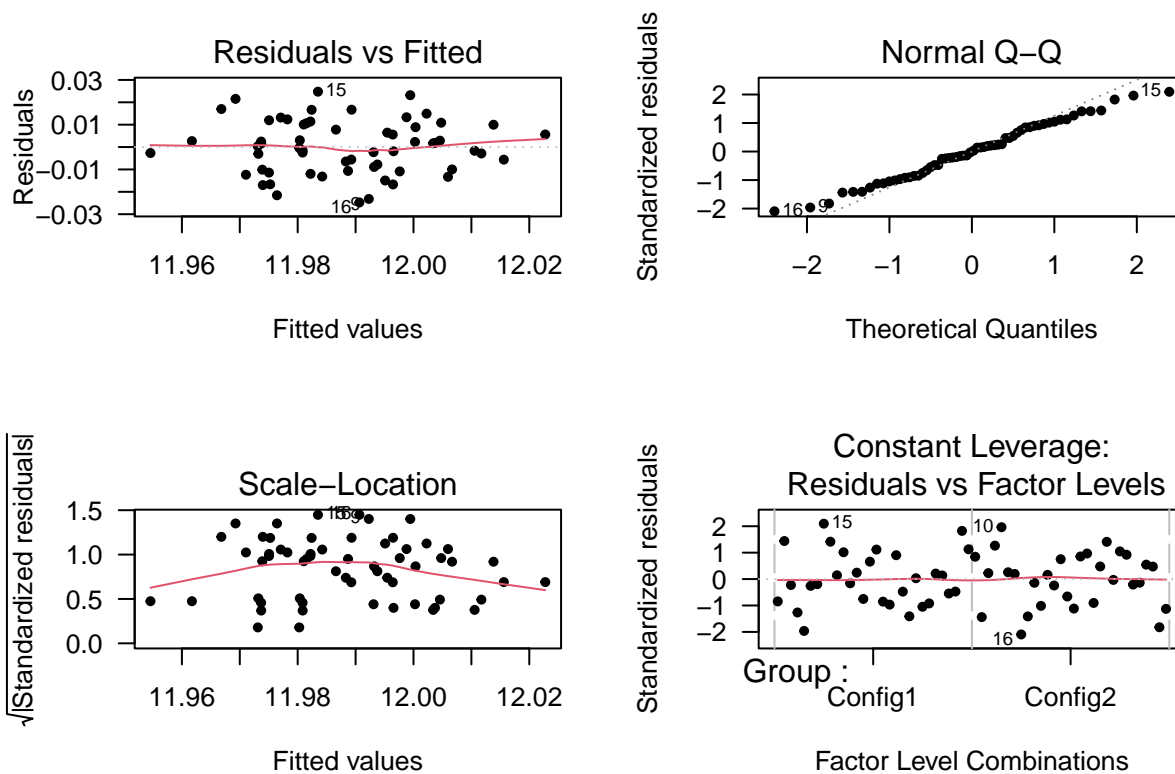 Residuals vs Fitted
Residuals
0.03
0.01
−0.01
−0.03
15
16
9
11.96
11.98
12.00
12.02
Fitted values
Normal Q−Q
Standardized residuals
2
1
0
−1
−2
15
16
9
−2
−1
0
1
2
Theoretical Quantiles
Scale−Location
√|Standardized residuals|
1.5
1.0
0.5
0.0
15
16
9
11.96
11.98
12.00
12.02
Fitted values
Constant Leverage:
Residuals vs Factor Levels
Standardized residuals
2
1
0
−1
−2
15
10
16
Group :
Config1
Config2
Factor Level Combinations